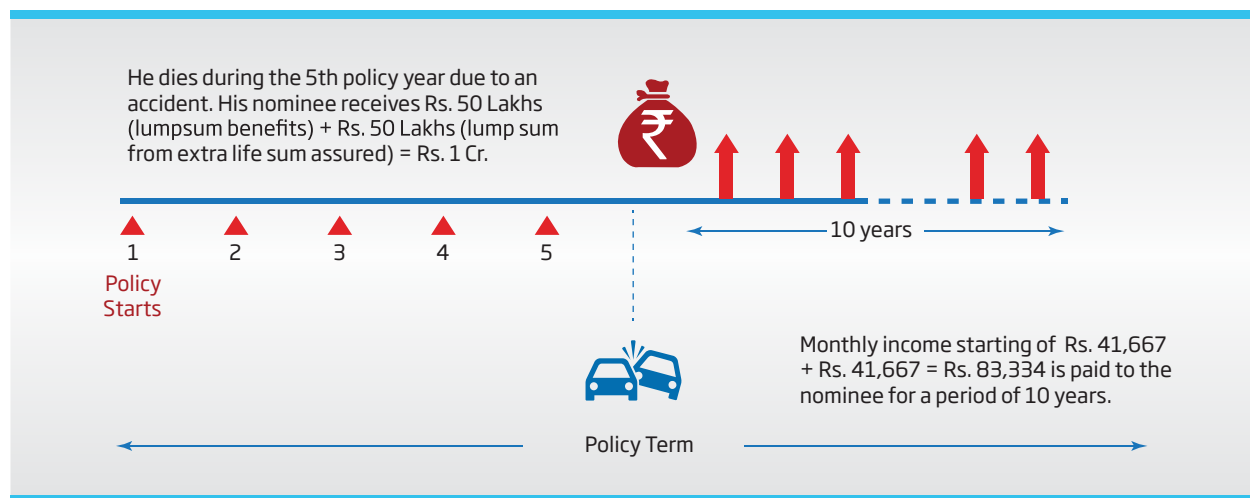 He dies during the 5th policy year due to an
accident. His nominee receives Rs. 50 Lakhs
(lumpsum benefits) + Rs. 50 Lakhs (lump sum
from extra life sum assured) = Rs. 1 Cr.
₹
10 years
1 2 3 4 5
Policy
Starts
Monthly income starting of Rs. 41,667
+ Rs. 41,667 = Rs. 83,334 is paid to the
nominee for a period of 10 years.
Policy Term